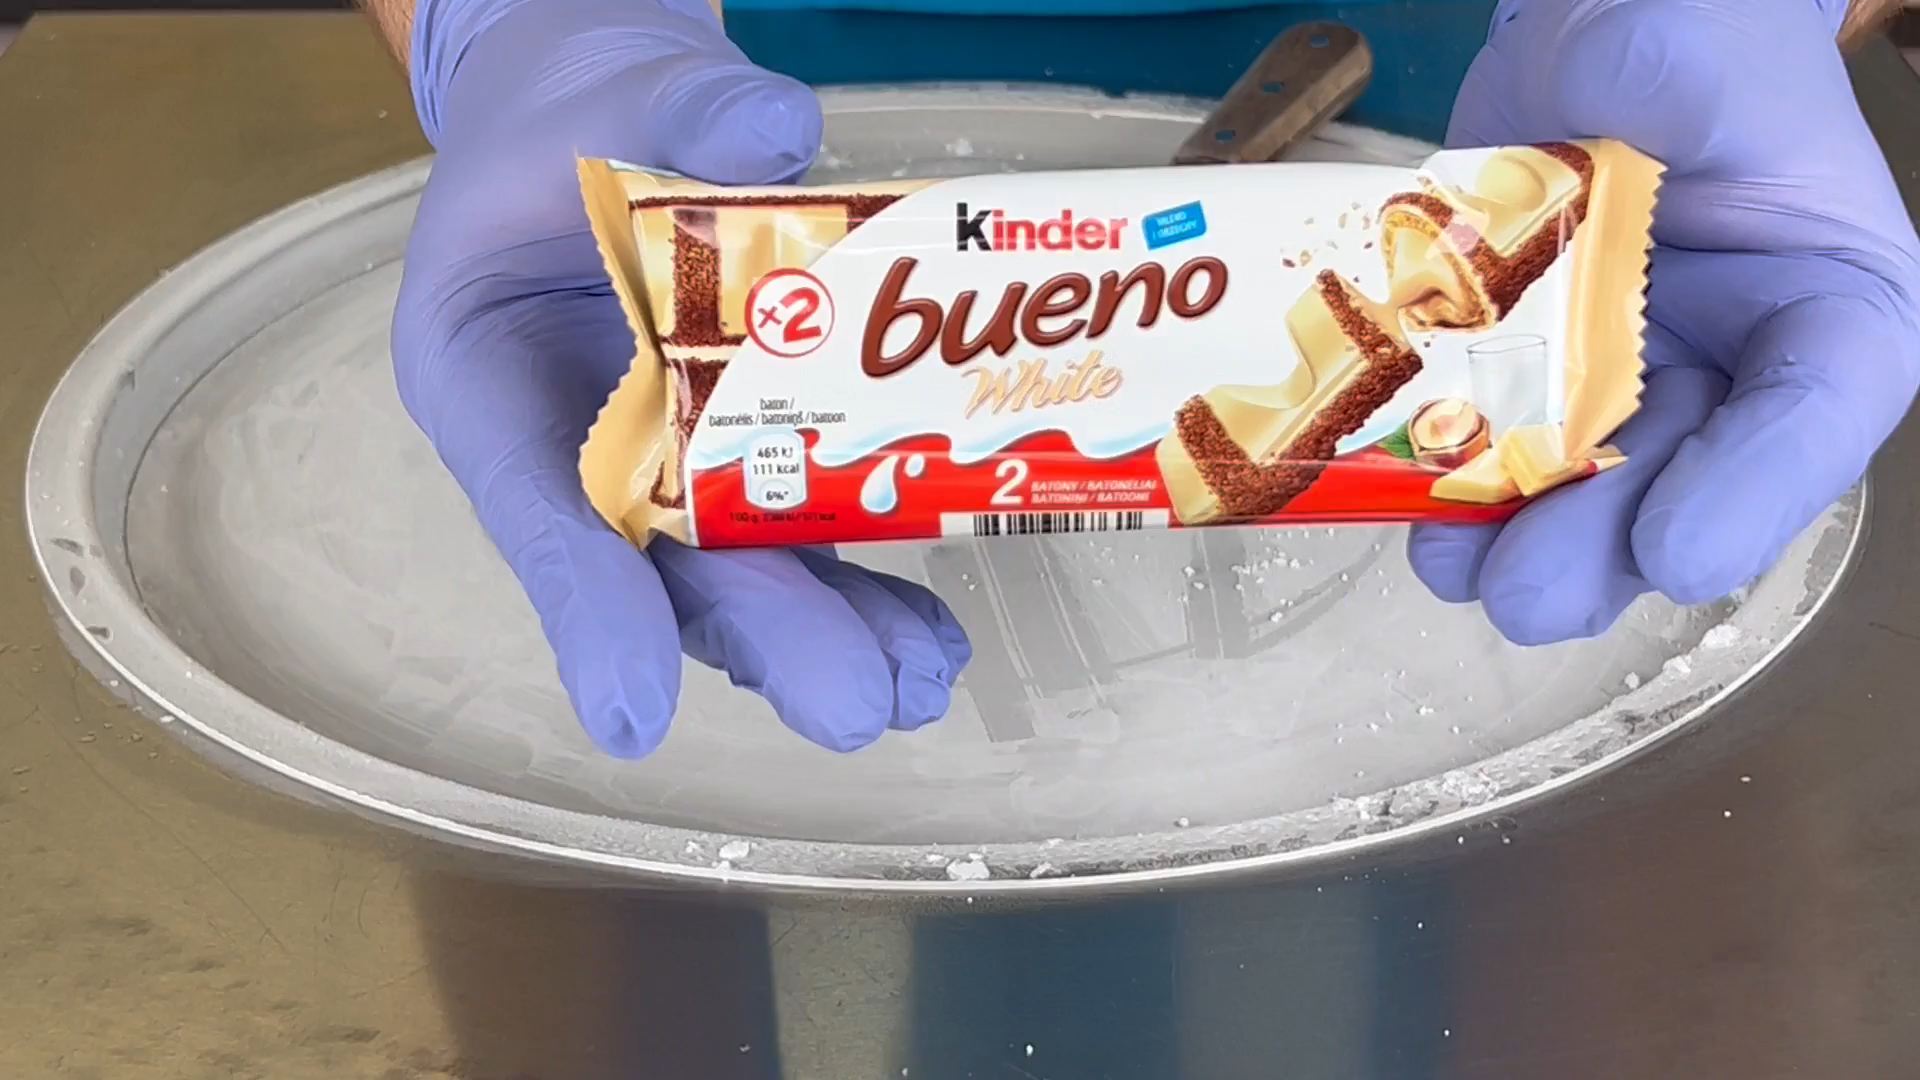 kinder
bueno
White
×2
baton /
batonėlis / batoniņš / batoon
465 kJ
111 kcal
6%*
2
BATONY / BATONĖLIAI
BATONIŅI / BATOONI